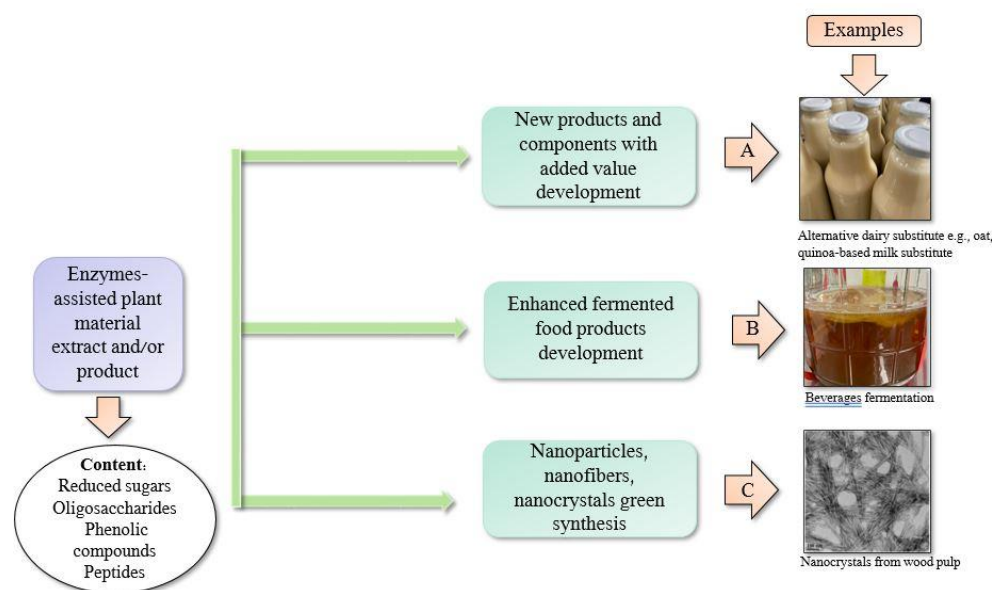 Examples
New products and
components with
added value
development
A
Alternative dairy substitute e.g., oat,
quinoa-based milk substitute
Enzymes-
assisted plant
material
extract and/or
product
Enhanced fermented
food products
development
B
Beverages fermentation
Content:
Reduced sugars
Oligosaccharides
Phenolic
compounds
Peptides
Nanoparticles,
nanofibers,
nanocrystals green
synthesis
C
Nanocrystals from wood pulp